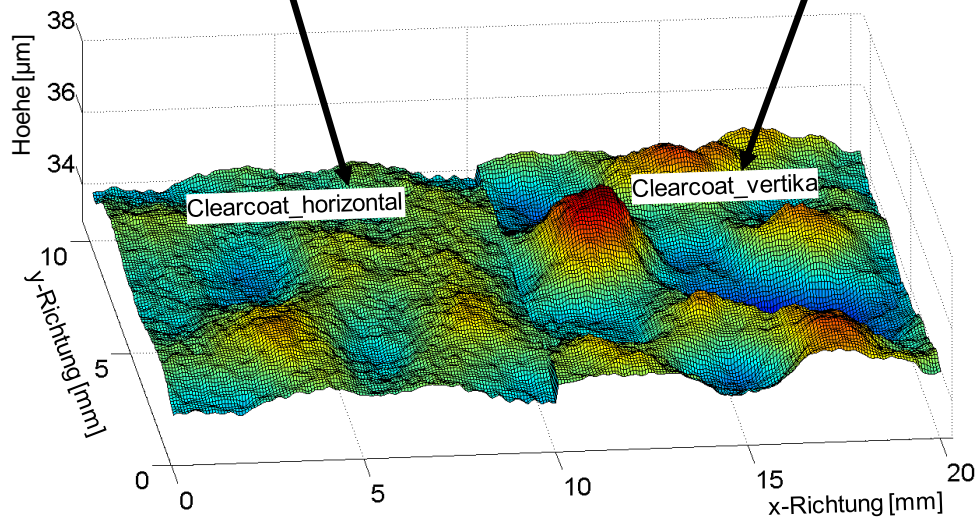 38
36
34
Hoehe [µm]
Clearcoat_horizontal
Clearcoat_vertika
10
5
0
y-Richtung [mm]
0
5
10
15
20
x-Richtung [mm]